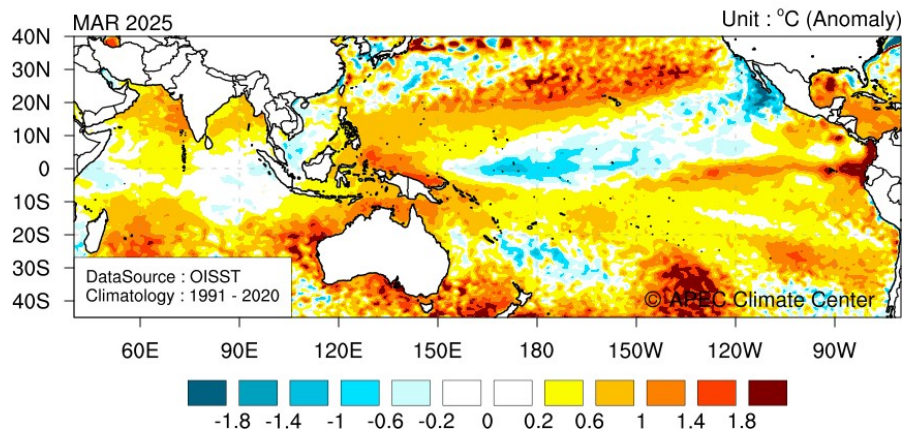 MAR 2025
Unit : °C (Anomaly)
40N
30N
20N
10N
0
10S
20S
30S
40S
DataSource : OISST
Climatology : 1991 - 2020
© APEC Climate Center
60E 90E 120E 150E 180 150W 120W 90W
-1.8 -1.4 -1 -0.6 -0.2 0 0.2 0.6 1 1.4 1.8